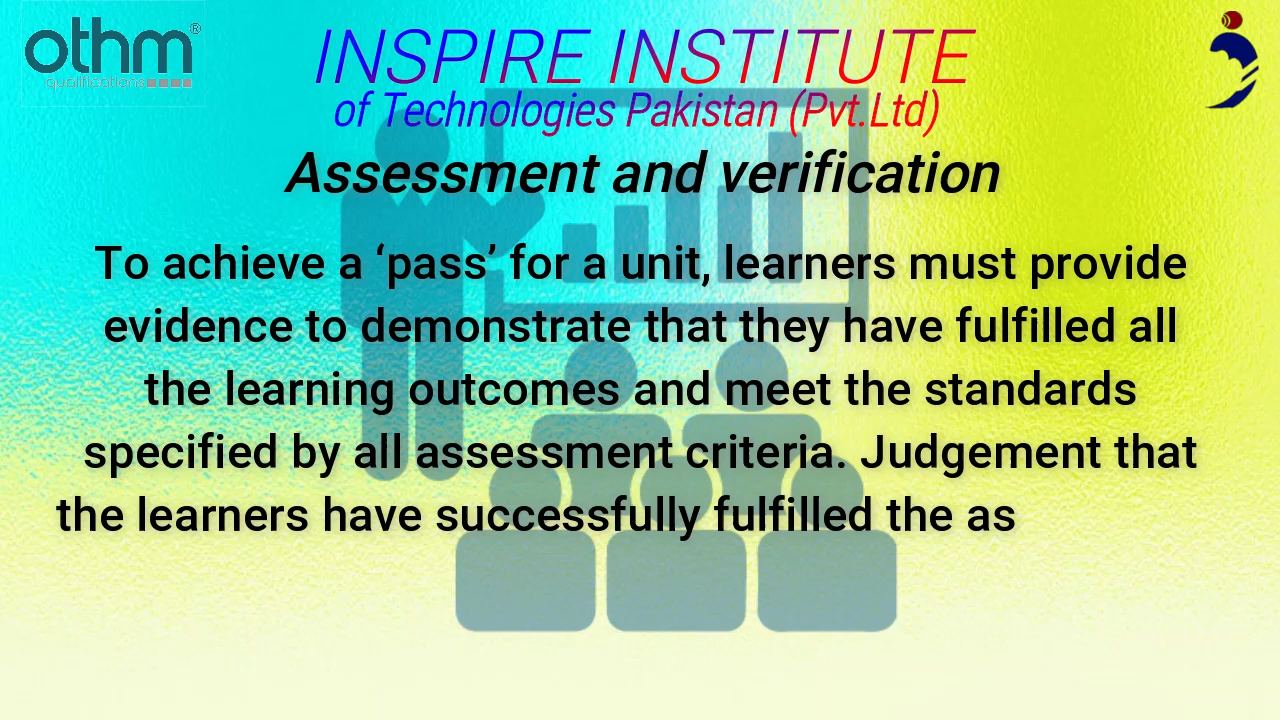 othm®
qualifications
INSPIRE INSTITUTE
of Technologies Pakistan (Pvt.Ltd)
Assessment and verification
To achieve a ‘pass’ for a unit, learners must provide
evidence to demonstrate that they have fulfilled all
the learning outcomes and meet the standards
specified by all assessment criteria. Judgement that
the learners have successfully fulfilled the as